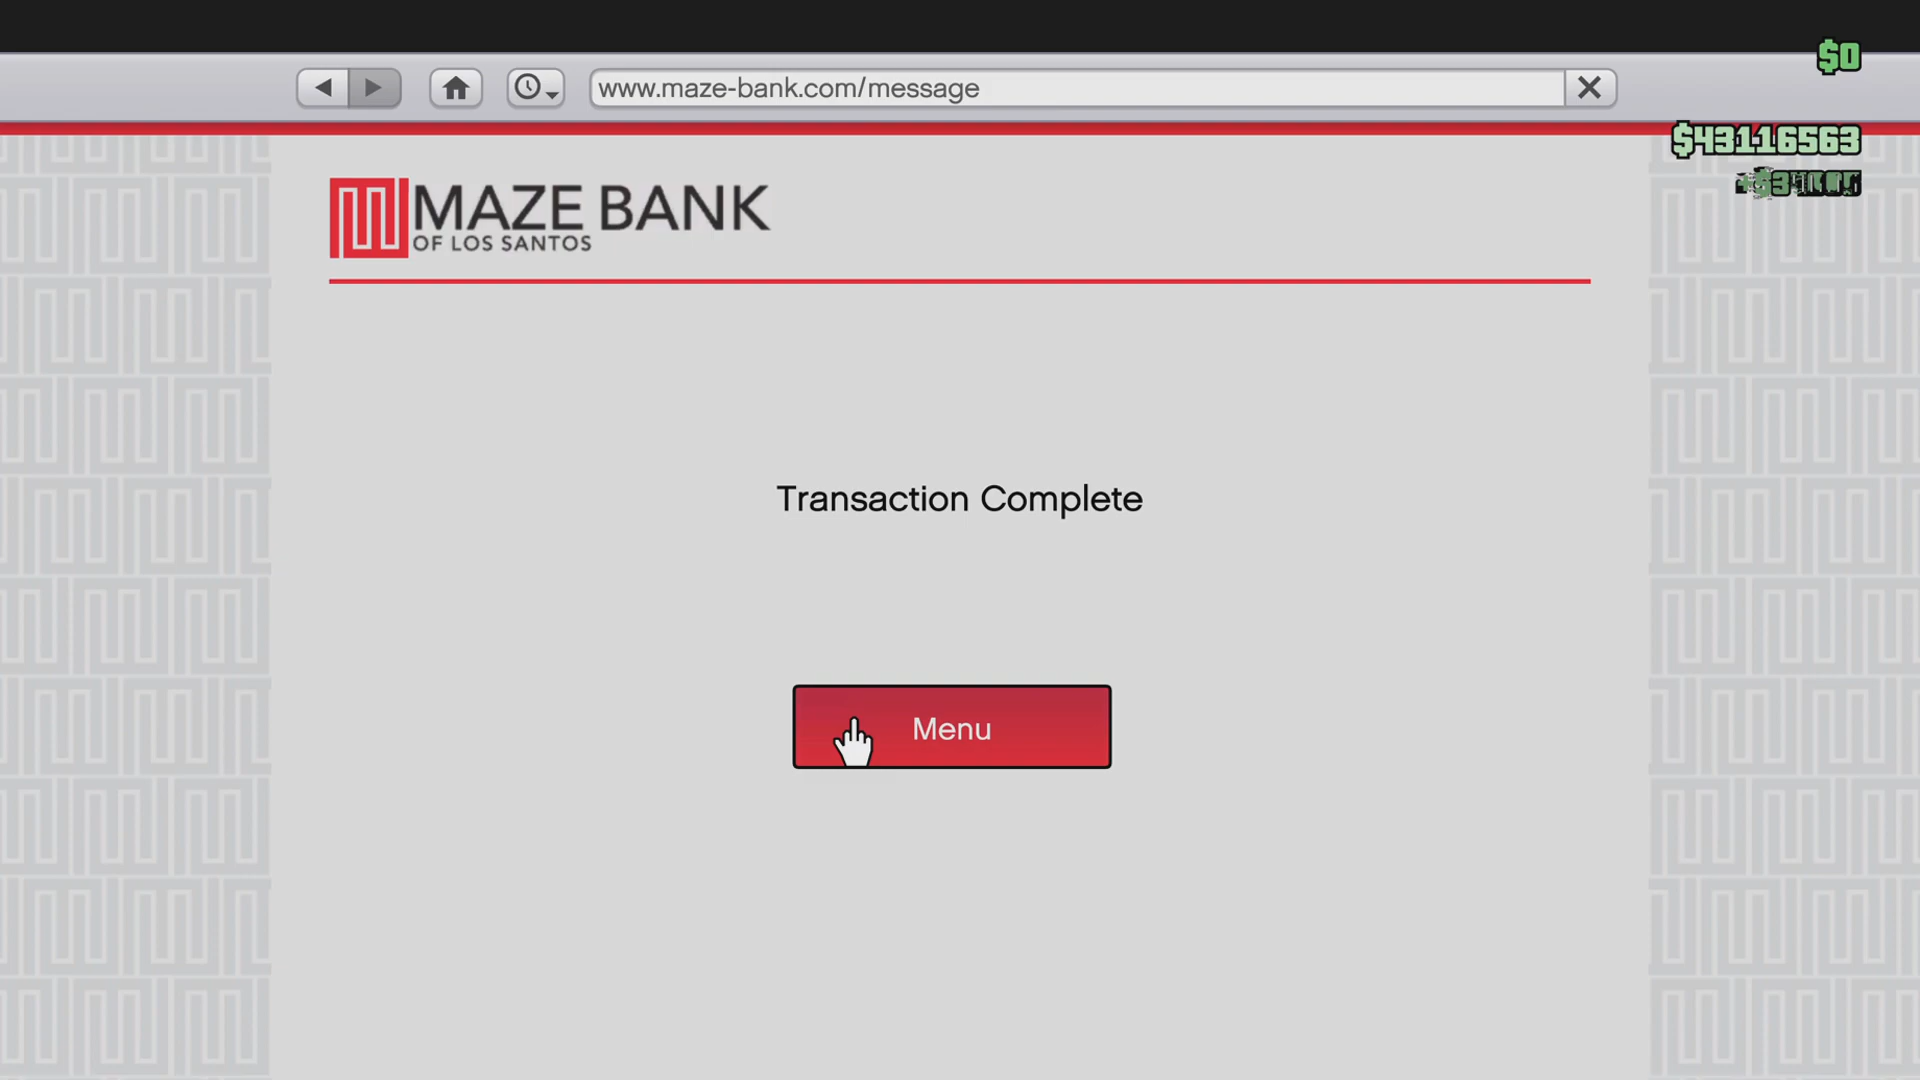 $0
www.maze-bank.com/message
$43116563
MAZE BANK
OF LOS SANTOS
Transaction Complete
Menu